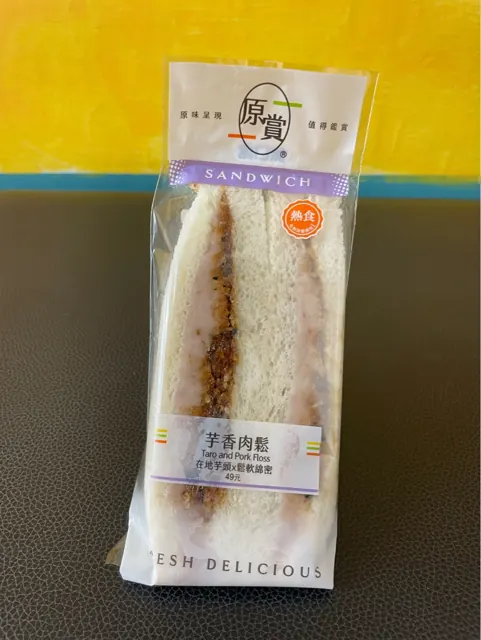 原味呈現
原賞
®
值得鑑賞
SANDWICH
熱食
芋香肉鬆
Taro and Pork Floss
在地芋頭x鬆軟綿密
49元
ESH DELICIOUS